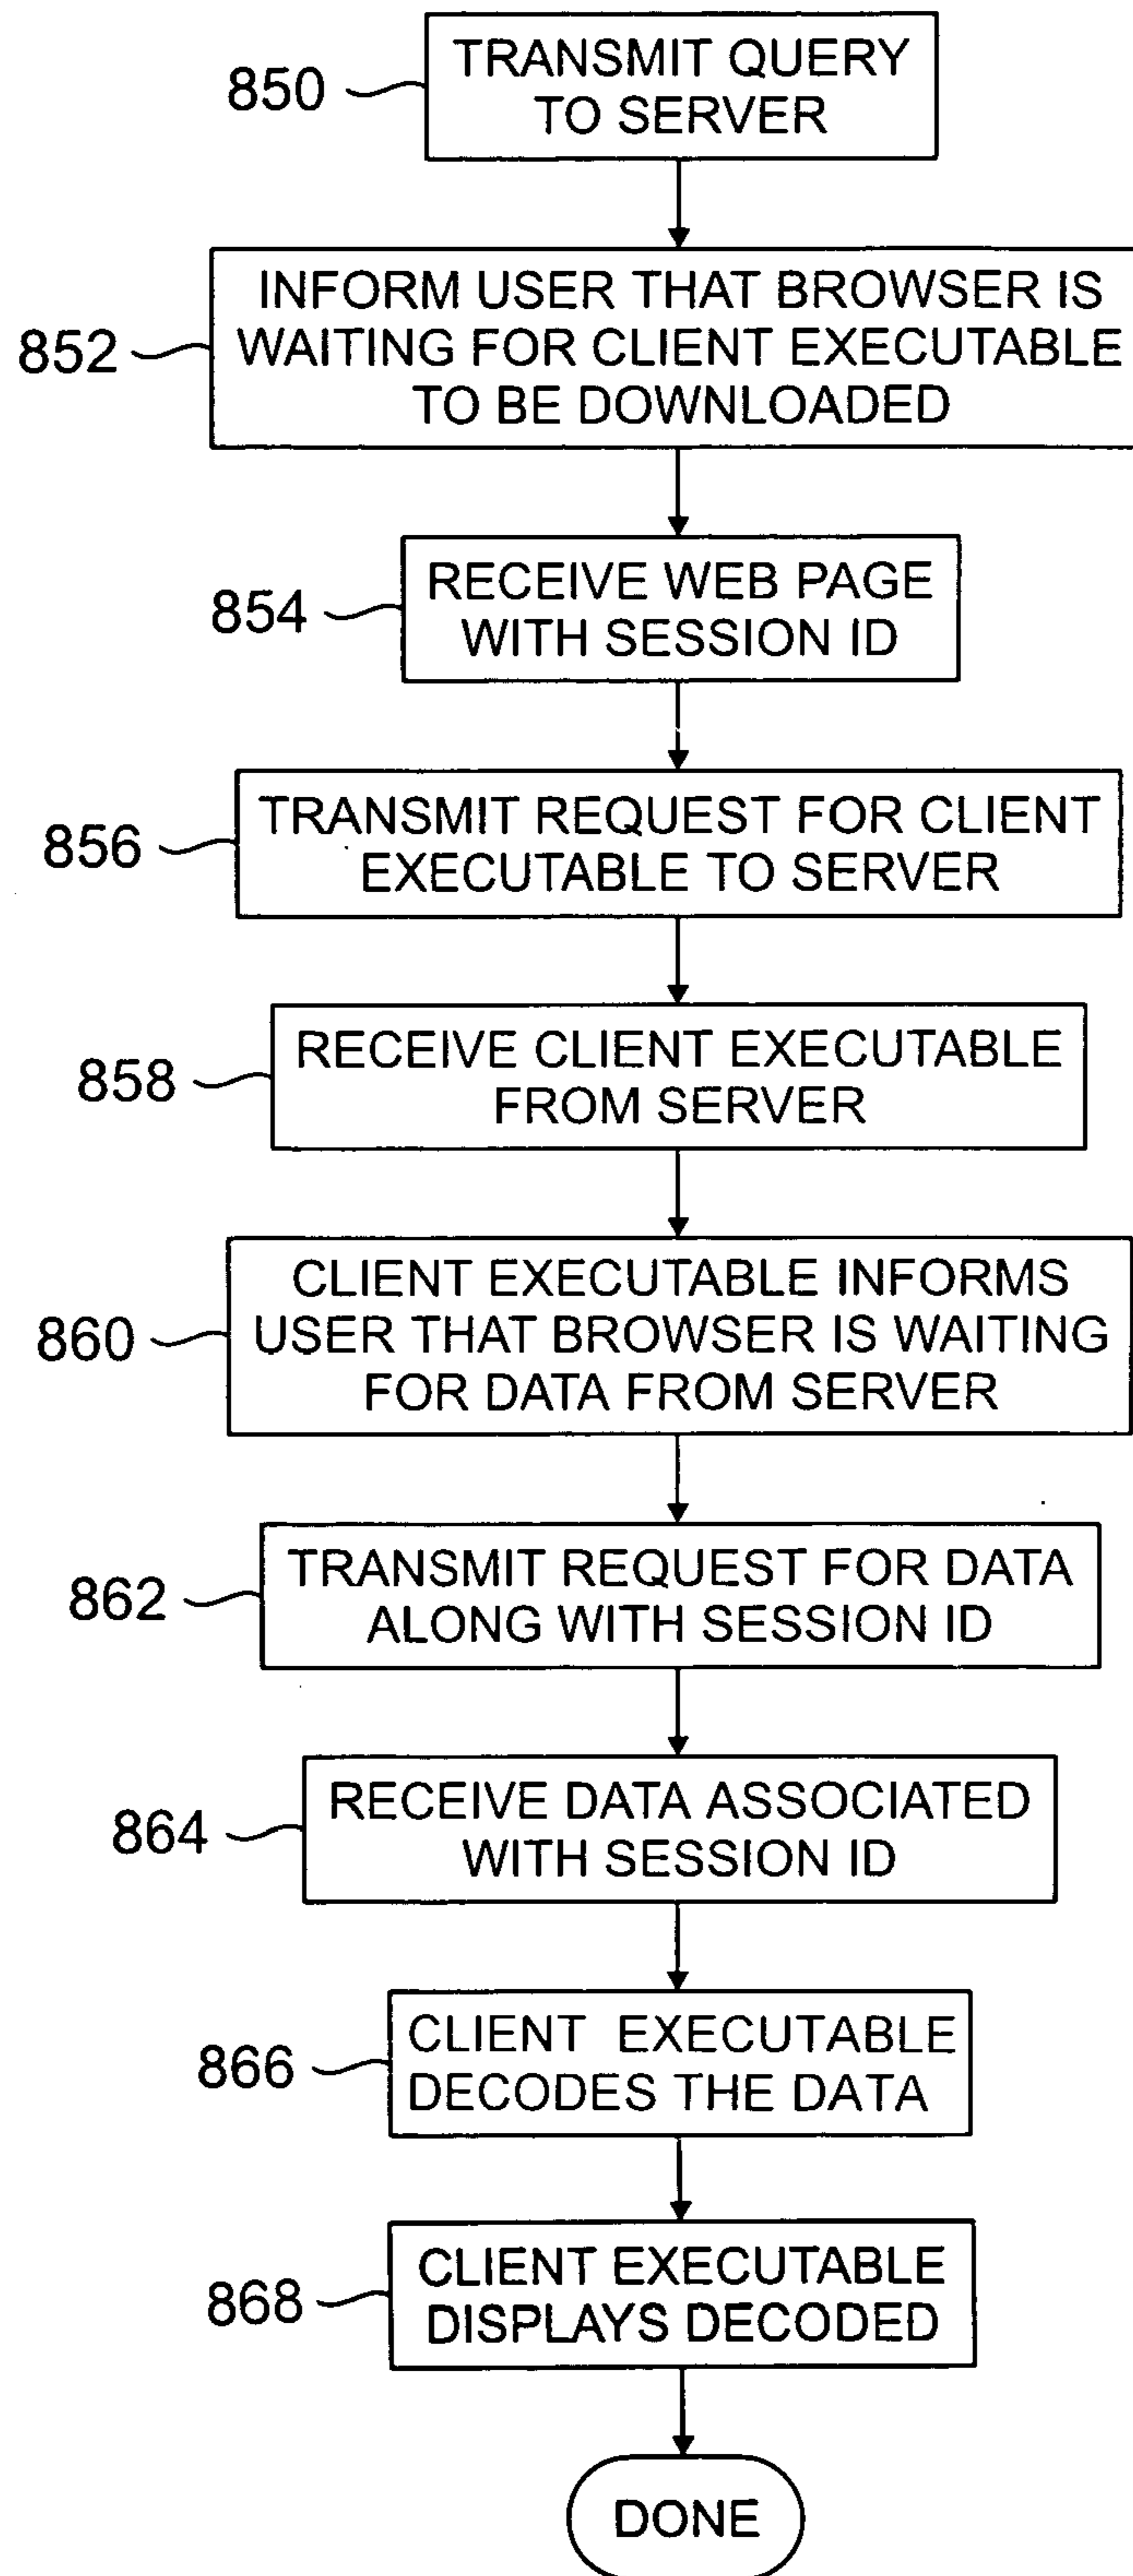 850
TRANSMIT QUERY
TO SERVER
852
INFORM USER THAT BROWSER IS
WAITING FOR CLIENT EXECUTABLE
TO BE DOWNLOADED
854
RECEIVE WEB PAGE
WITH SESSION ID
856
TRANSMIT REQUEST FOR CLIENT
EXECUTABLE TO SERVER
858
RECEIVE CLIENT EXECUTABLE
FROM SERVER
860
CLIENT EXECUTABLE INFORMS
USER THAT BROWSER IS WAITING
FOR DATA FROM SERVER
862
TRANSMIT REQUEST FOR DATA
ALONG WITH SESSION ID
864
RECEIVE DATA ASSOCIATED
WITH SESSION ID
866
CLIENT EXECUTABLE
DECODES THE DATA
868
CLIENT EXECUTABLE
DISPLAYS DECODED
DONE